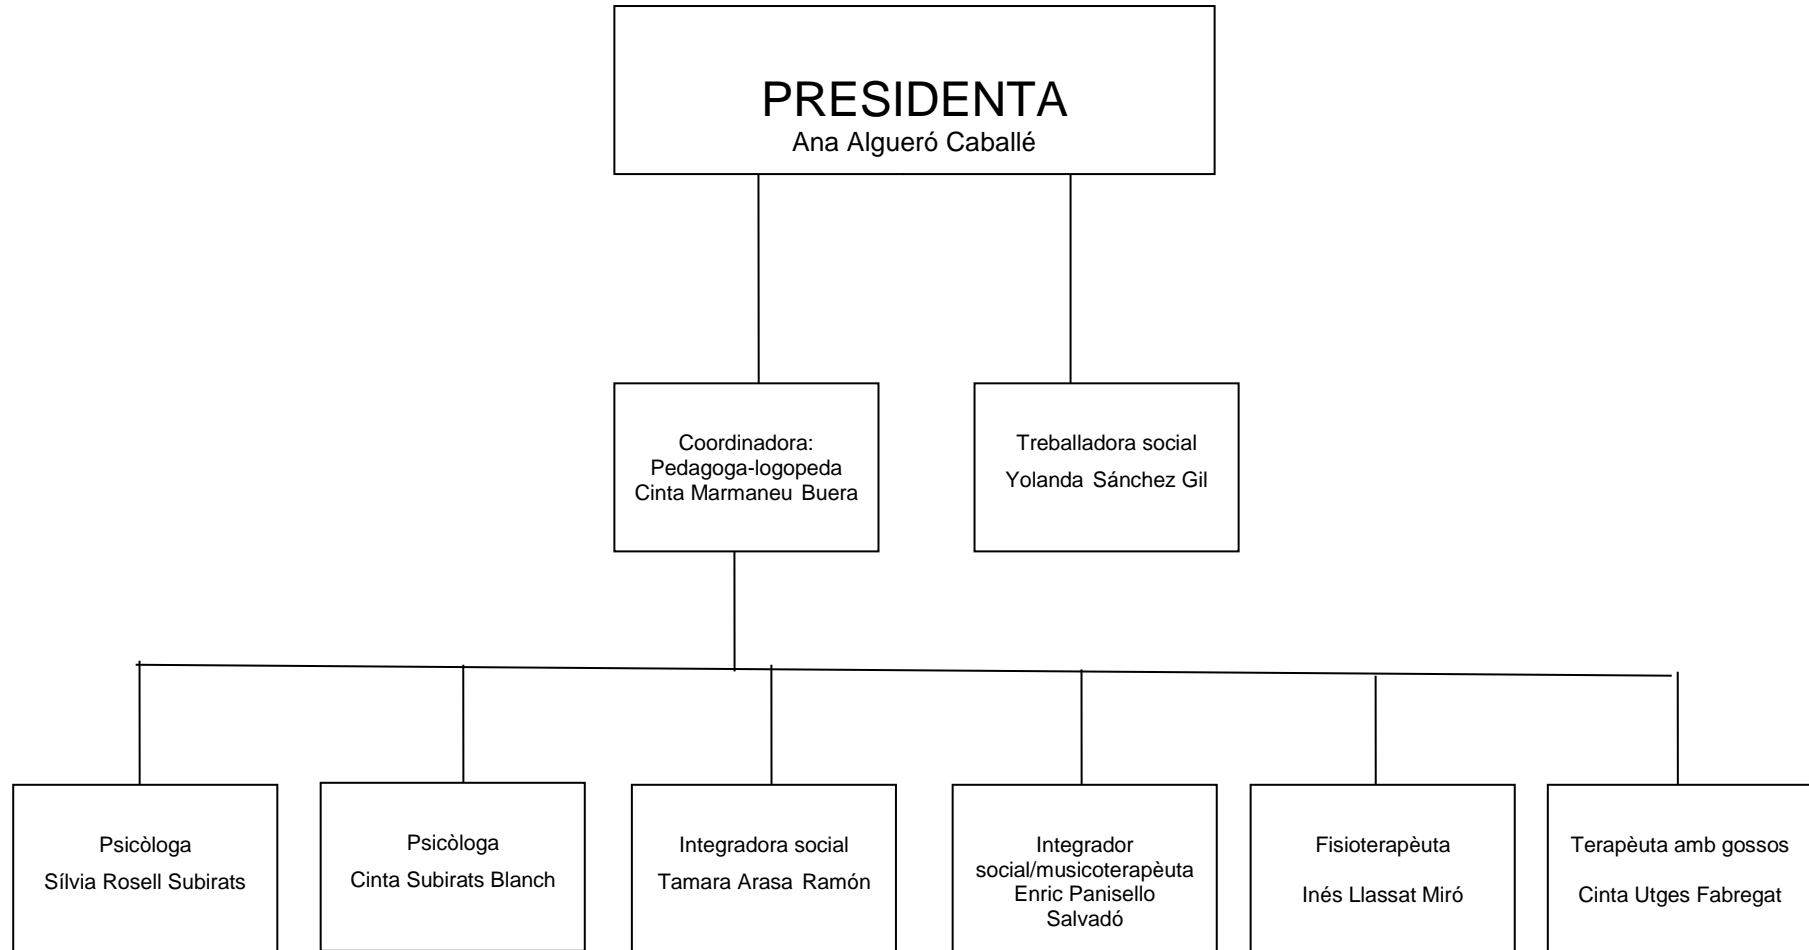 PRESIDENTA
Ana Algueró Caballé
Coordinadora:
Pedagoga-logopeda
Cinta Marmaneu Buera
Treballadora social
Yolanda Sánchez Gil
Psicòloga
Sílvia Rosell Subirats
Psicòloga
Cinta Subirats Blanch
Integradora social
Tamara Arasa Ramón
Integrador
social/musicoterapèuta
Enric Panisello
Salvadó
Fisioterapèuta
Inés Llassat Miró
Terapèuta amb gossos
Cinta Utges Fabregat